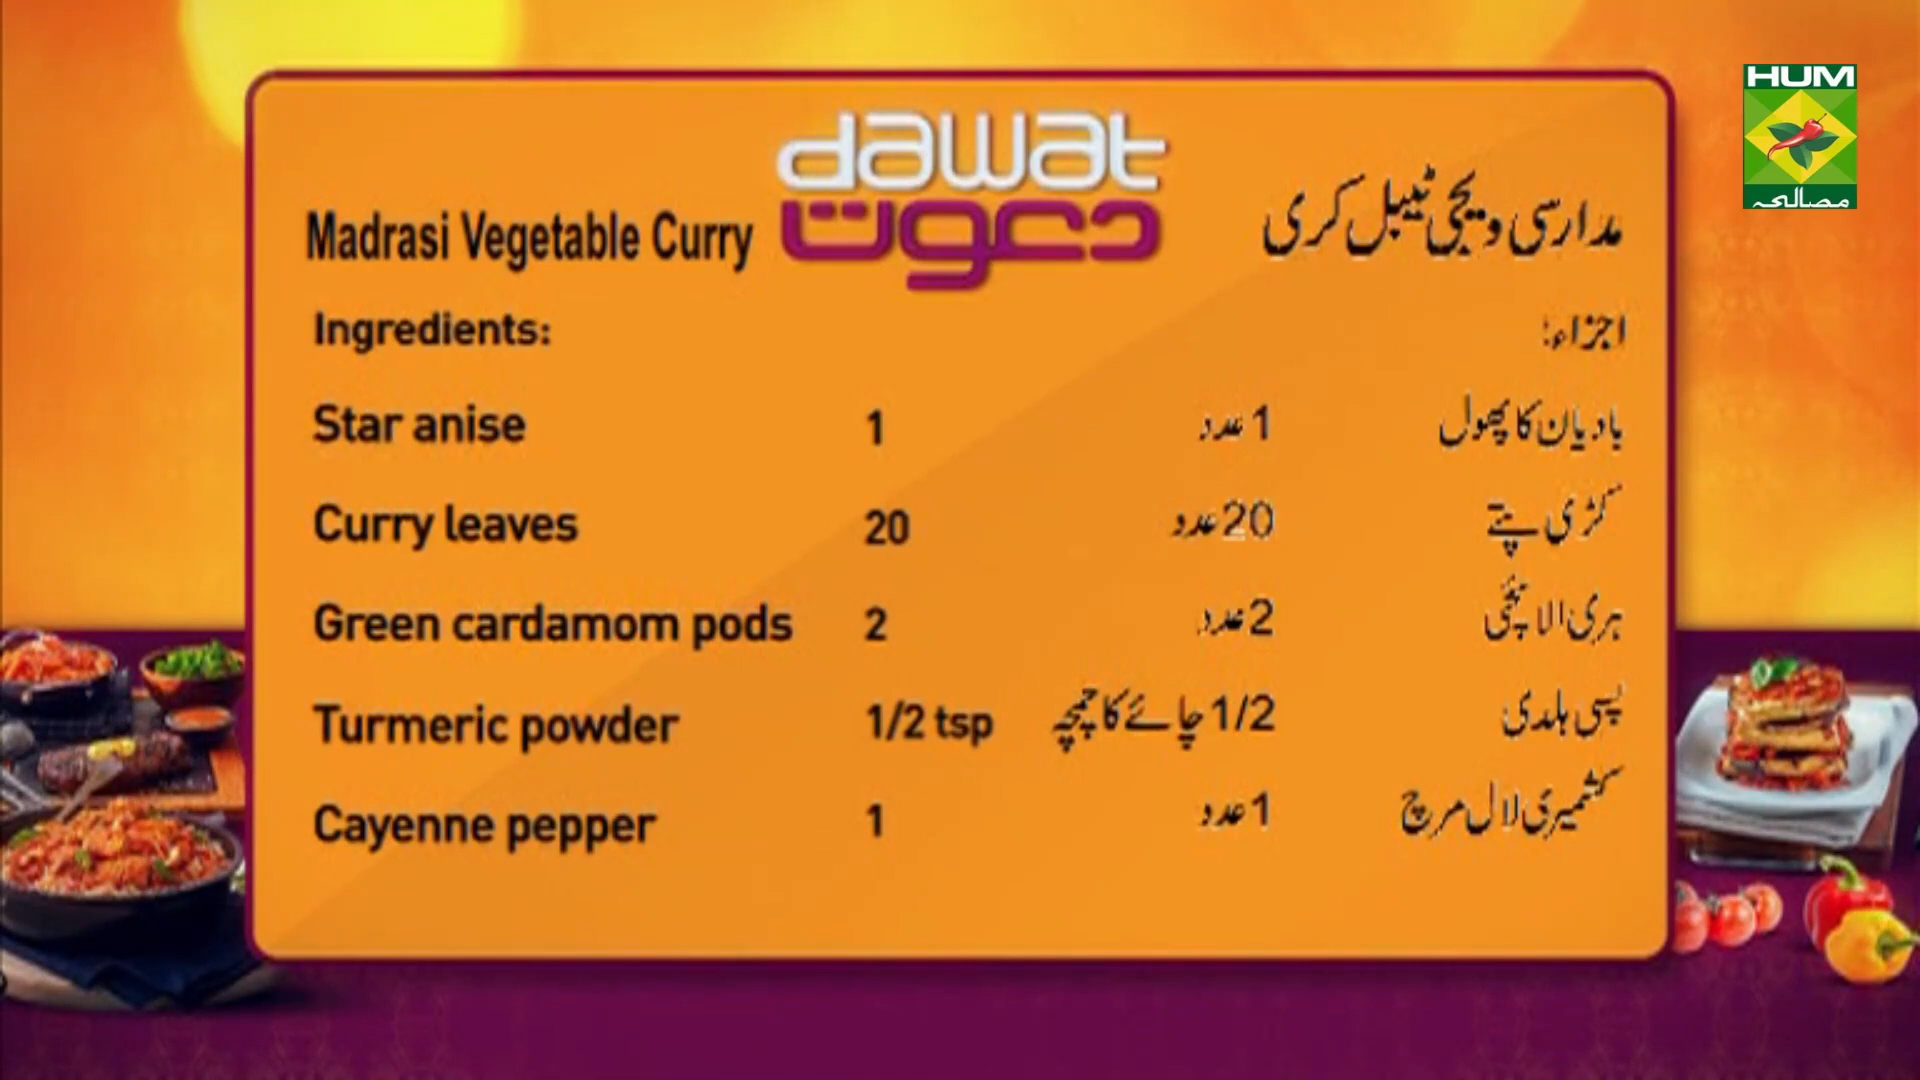 HUM
مصالحہ
dawat
دعوت
Madrasi Vegetable Curry مدارسی ویجی ٹیبل کری
Ingredients: اجزاء:
Star anise 1 1 عدد بادیان کا پھول
Curry leaves 20 20 عدد کڑی پتے
Green cardamom pods 2 2 عدد ہری الائچی
Turmeric powder 1/2 tsp 1/2 چائے کا چمچہ پسی ہلدی
Cayenne pepper 1 1 عدد کشمیری لال مرچ